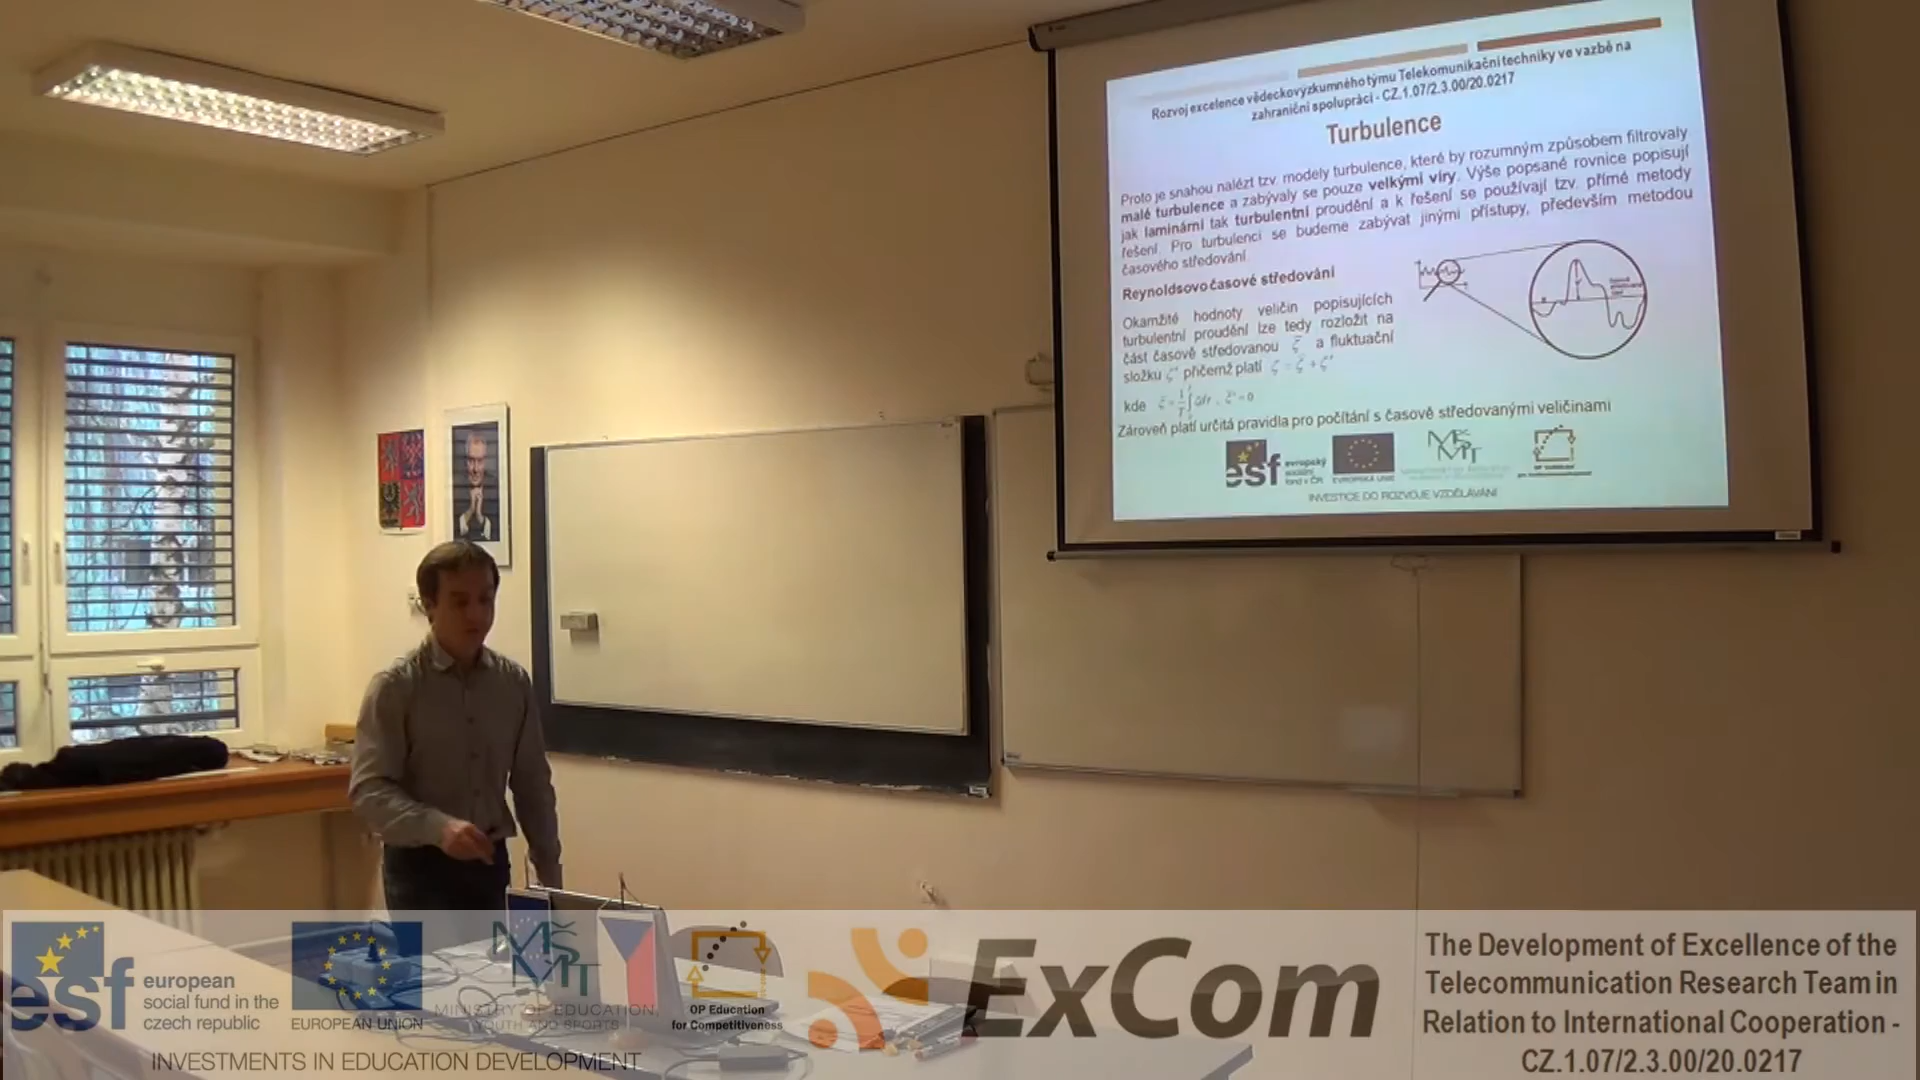 Rozvoj excelence vědeckovýzkumného týmu Telekomunikační techniky ve vazbě na
zahraniční spolupráci - CZ.1.07/2.3.00/20.0217
Turbulence
Proto je snahou nalézt tzv. modely turbulence, které by rozumným způsobem filtrovaly
malé turbulence a zabývaly se pouze velkými víry. Výše popsané rovnice popisují
jak laminární tak turbulentní proudění a k řešení se používají tzv. přímé metody
řešení. Pro turbulenci se budeme zabývat jinými přístupy, především metodou
časového středování.
Reynoldsovo časové středování
Okamžité hodnoty veličin popisujících
turbulentní proudění lze tedy rozložit na
část časově středovanou a fluktuační
složku ζ' přičemž platí
kde
Zároveň platí určitá pravidla pro počítání s časově středovanými veličinami
esf evropský
sociální
fond v ČR
EVROPSKÁ UNIE
INVESTICE DO ROZVOJE VZDĚLÁVÁNÍ
esf european
social fund in the
czech republic
EUROPEAN UNION
MINISTRY OF EDUCATION,
YOUTH AND SPORTS
OP Education
for Competitiveness
INVESTMENTS IN EDUCATION DEVELOPMENT
ExCom
The Development of Excellence of the
Telecommunication Research Team in
Relation to International Cooperation -
CZ.1.07/2.3.00/20.0217